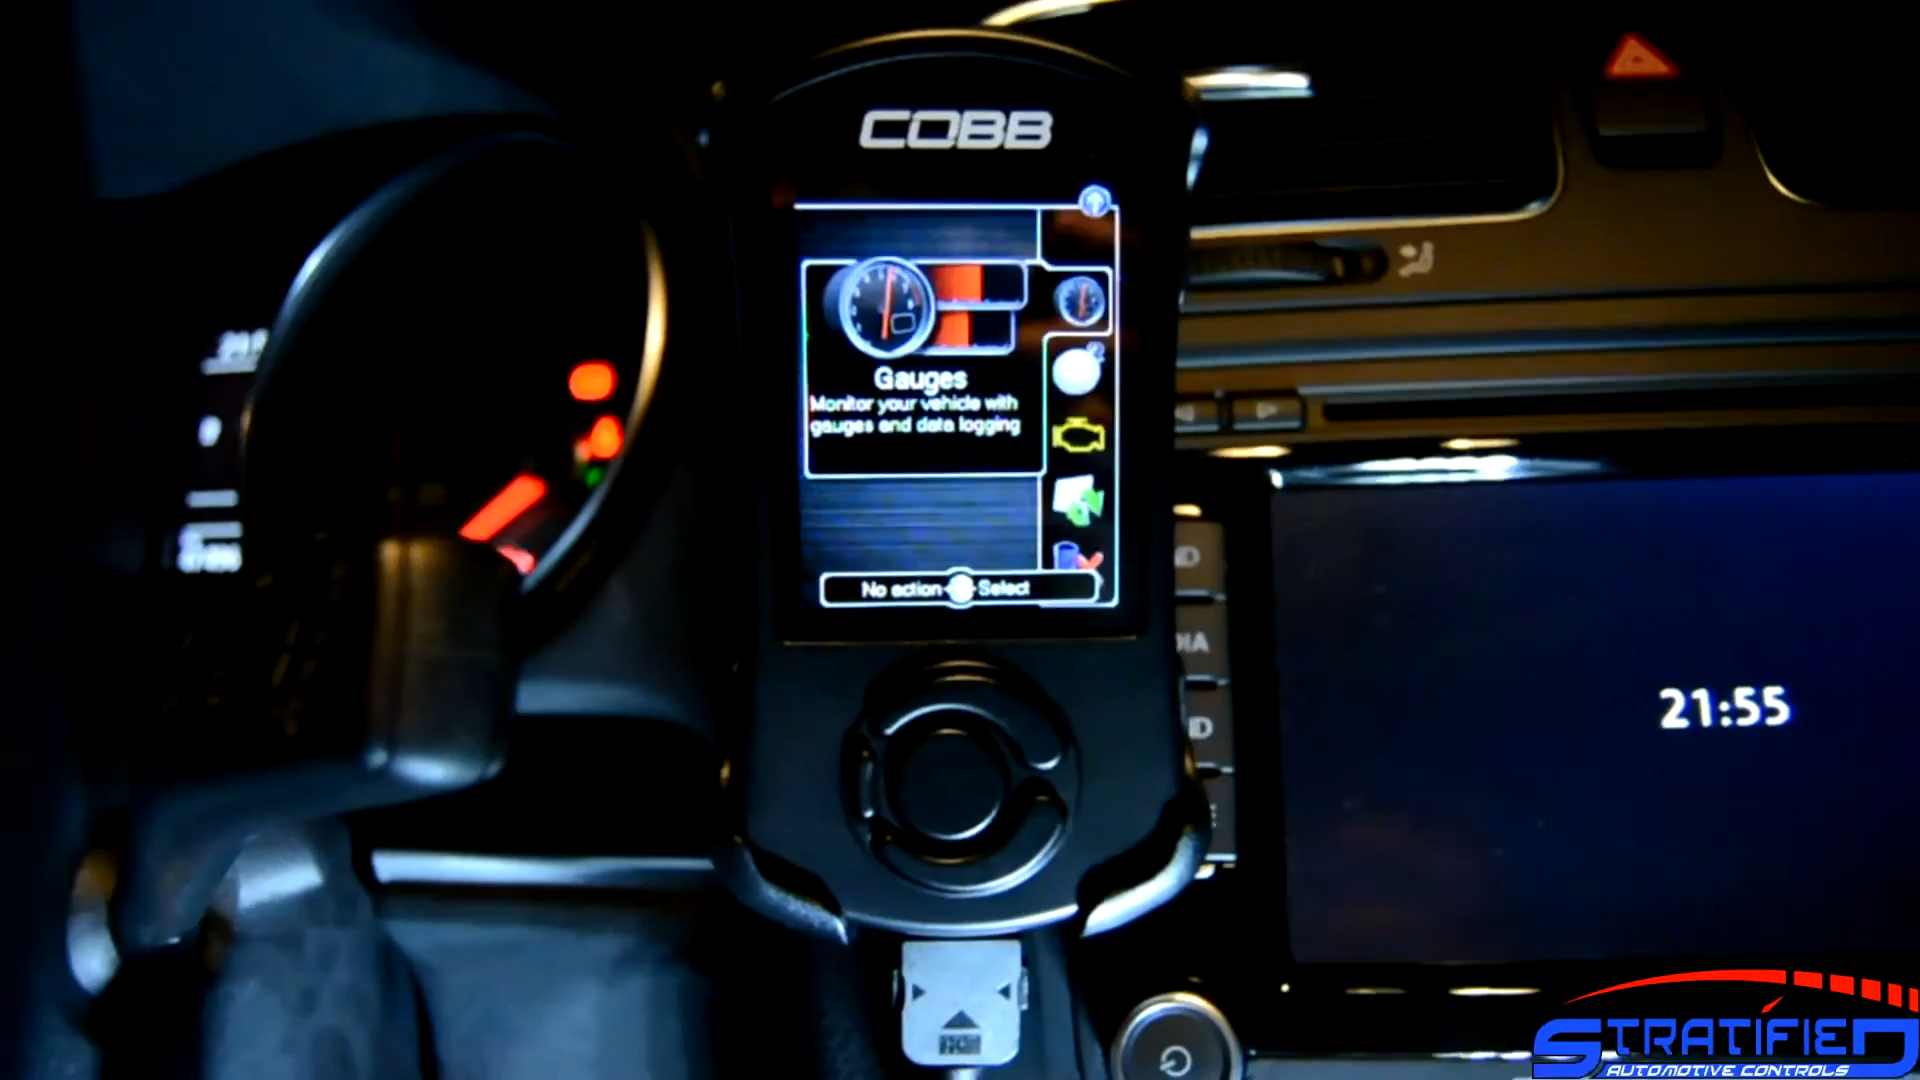 COBB
Gauges
Monitor your vehicle with
gauges and data logging
No action
Select
21:55
STRATIFIED
AUTOMOTIVE CONTROLS